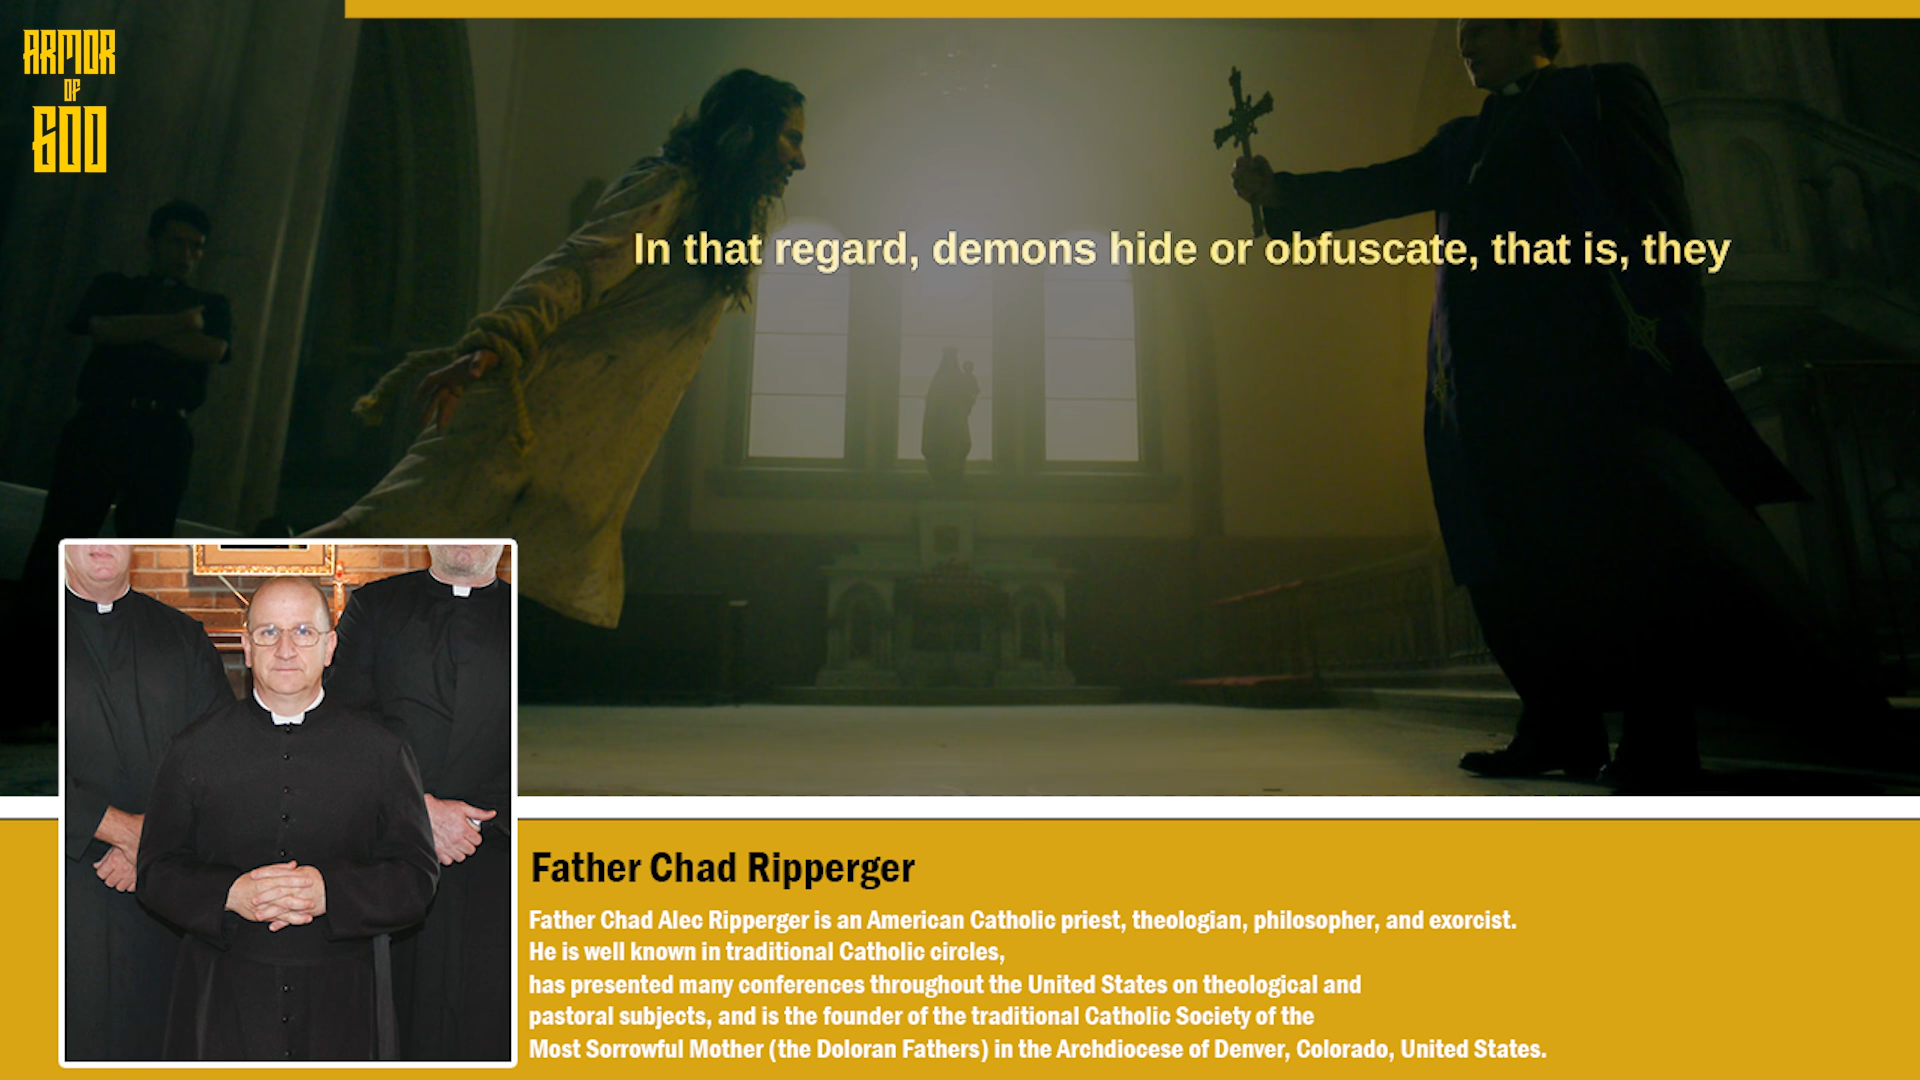 ARMOR
OF
GOD
In that regard, demons hide or obfuscate, that is, they
Father Chad Ripperger
Father Chad Alec Ripperger is an American Catholic priest, theologian, philosopher, and exorcist.
He is well known in traditional Catholic circles,
has presented many conferences throughout the United States on theological and
pastoral subjects, and is the founder of the traditional Catholic Society of the
Most Sorrowful Mother (the Doloran Fathers) in the Archdiocese of Denver, Colorado, United States.